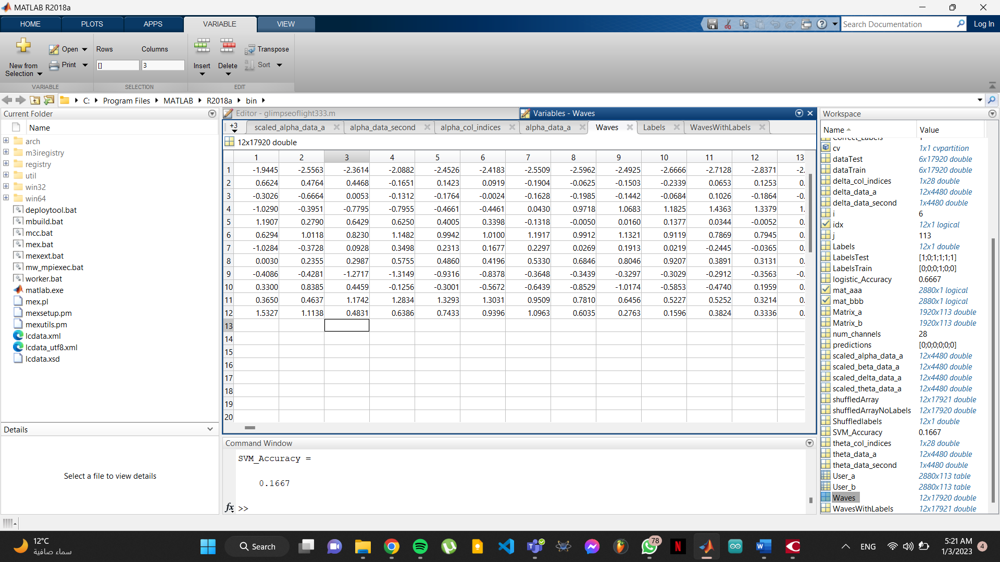 MATLAB R2018a
HOME PLOTS APPS VARIABLE VIEW
Search Documentation
Log In
New from
Selection
Open
Print
Rows Columns
[] 3
Insert
Delete
Transpose
Sort
VARIABLE SELECTION EDIT
C: Program Files MATLAB R2018a bin
Current Folder
Name
arch
m3iregistry
registry
util
win32
win64
deploytool.bat
mbuild.bat
mcc.bat
mex.bat
mexext.bat
mw_mpiexec.bat
worker.bat
matlab.exe
mex.pl
mexsetup.pm
mexutils.pm
lcdata.xml
lcdata_utf8.xml
lcdata.xsd
Details
Select a file to view details
Editor - glimpseoflight333.m
Variables - Waves
+3 scaled_alpha_data_a alpha_data_second alpha_col_indices alpha_data_a Waves Labels WavesWithLabels
12x17920 double
1 2 3 4 5 6 7 8 9 10 11 12 13
1 -1.9445 -2.5563 -2.3614 -2.0882 -2.4526 -2.4183 -2.5509 -2.5962 -2.4925 -2.6666 -2.7128 -2.8371 -2.
2 0.6624 0.4764 0.4468 -0.1651 0.1423 0.0919 -0.1904 -0.0625 -0.1503 -0.2339 0.0653 0.1253 0.
3 -0.3026 -0.6664 0.0053 -0.1312 -0.1764 -0.0024 -0.1628 -0.1985 -0.1442 -0.0684 0.1026 -0.1864 -0.
4 -1.0290 -0.3951 -0.7795 -0.7955 -0.4661 -0.4461 0.0430 0.9718 1.0683 1.1825 1.4363 1.3379 1.
5 1.1907 0.2790 0.6429 0.6250 0.4005 0.3398 -0.1318 -0.0050 0.0160 0.1377 0.0344 -0.0052 0.
6 0.6294 1.0118 0.8230 1.1482 0.9942 1.0100 1.1917 0.9912 1.1321 0.9119 0.7869 0.7945 0.
7 -1.0284 -0.3728 0.0928 0.3498 0.2313 0.1677 0.2297 0.0269 0.1913 0.0219 -0.2445 -0.0365 0.
8 0.0030 0.2355 0.2987 0.5755 0.4860 0.4196 0.5330 0.6846 0.8046 0.9207 0.3891 0.3131 0.
9 -0.4086 -0.4281 -1.2717 -1.3149 -0.9316 -0.8378 -0.3648 -0.3439 -0.3297 -0.3029 -0.2912 -0.3563 -0.
10 0.3300 0.8385 0.4459 -0.1256 -0.3001 -0.5672 -0.6439 -0.8529 -1.0174 -0.5853 -0.4740 0.1959 0.
11 0.3650 0.4637 1.1742 1.2834 1.3293 1.3031 0.9509 0.7810 0.6456 0.5227 0.5252 0.3214 0.
12 1.5327 1.1138 0.4831 0.6386 0.7433 0.9396 1.0963 0.6035 0.2763 0.1596 0.3824 0.3336 0.
13
14
15
16
17
18
19
20
Command Window
SVM_Accuracy =
0.1667
fx >>
Workspace
Name Value
Correct_Labels 1
cv 1x1 cvpartition
dataTest 6x17920 double
dataTrain 6x17920 double
delta_col_indices 1x28 double
delta_data_a 12x4480 double
delta_data_second 1x4480 double
i 6
idx 12x1 logical
j 113
Labels 12x1 double
LabelsTest [1;0;1;1;1;1]
LabelsTrain [0;0;0;1;0;0]
logistic_Accuracy 0.6667
mat_aaa 2880x1 logical
mat_bbb 2880x1 logical
Matrix_a 1920x113 double
Matrix_b 1920x113 double
num_channels 28
predictions [0;0;0;0;0;0]
scaled_alpha_data_a 12x4480 double
scaled_beta_data_a 12x4480 double
scaled_delta_data_a 12x4480 double
scaled_theta_data_a 12x4480 double
shuffledArray 12x17921 double
shuffledArrayNoLabels 12x17920 double
Shuffledlabels 12x1 double
SVM_Accuracy 0.1667
theta_col_indices 1x28 double
theta_data_a 12x4480 double
theta_data_second 1x4480 double
User_a 2880x113 table
User_b 2880x113 table
Waves 12x17920 double
WavesWithLabels 12x17921 double
12°C
سماء صافية
Search
78
N
ENG
5:21 AM
1/3/2023
4